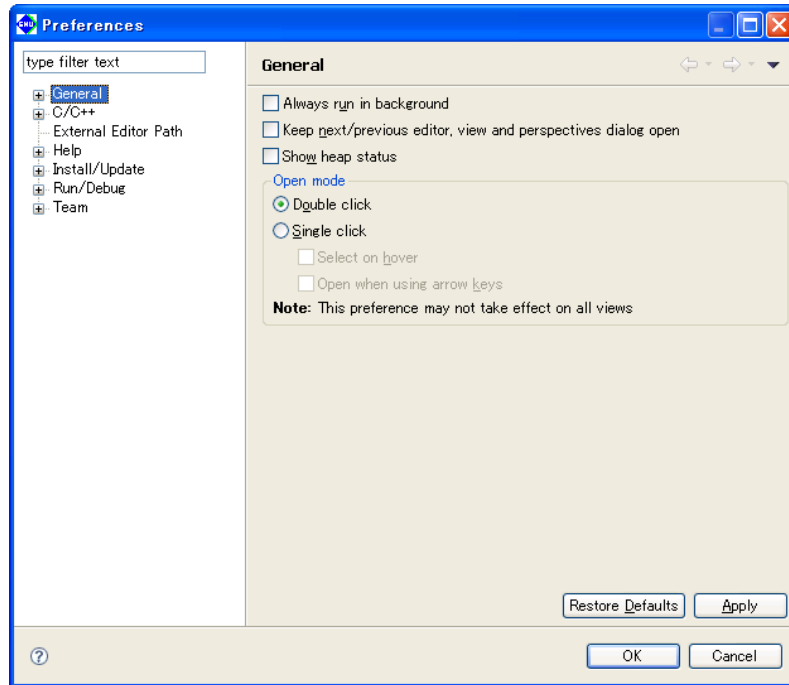 GNU Preferences
type filter text
General
C/C++
External Editor Path
Help
Install/Update
Run/Debug
Team
General
Always run in background
Keep next/previous editor, view and perspectives dialog open
Show heap status
Open mode
Double click
Single click
Select on hover
Open when using arrow keys
Note: This preference may not take effect on all views
Restore Defaults Apply
? OK Cancel